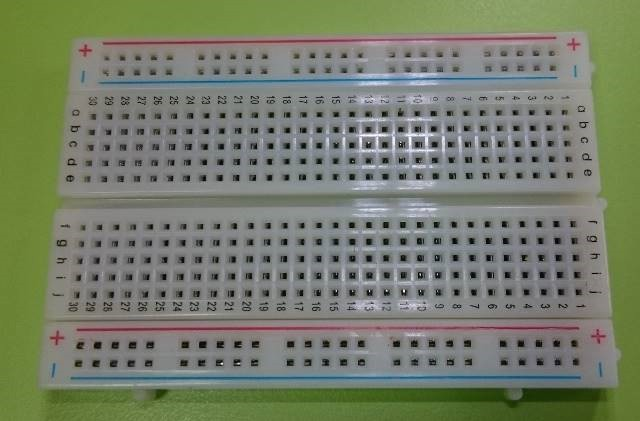 + +
− −
30 29 28 27 26 25 24 23 22 21 20 19 18 17 16 15 14 13 12 11 10 9 8 7 6 5 4 3 2 1
a a
b b
c c
d d
e e
f f
g g
h h
i i
j j
30 29 28 27 26 25 24 23 22 21 20 19 18 17 16 15 14 13 12 11 10 9 8 7 6 5 4 3 2 1
+ +
− −